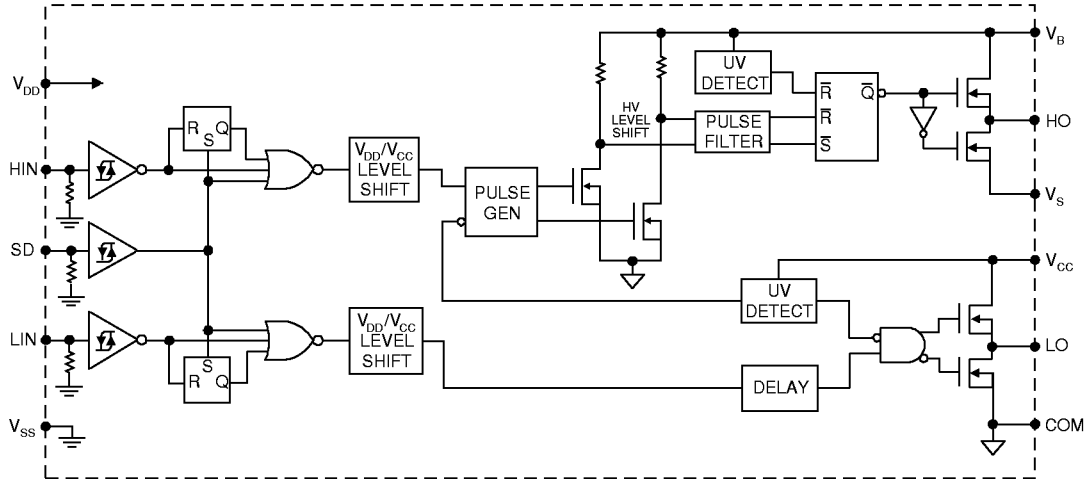 V_B
UV
DETECT
R̅ Q̅
V_DD
HV
LEVEL
SHIFT
PULSE
FILTER
R̅
S̅
HO
R Q
S
V_DD/V_CC
LEVEL
SHIFT
HIN
PULSE
GEN
V_S
SD
V_CC
UV
DETECT
V_DD/V_CC
LEVEL
SHIFT
LIN
LO
S
R Q
DELAY
V_SS
COM